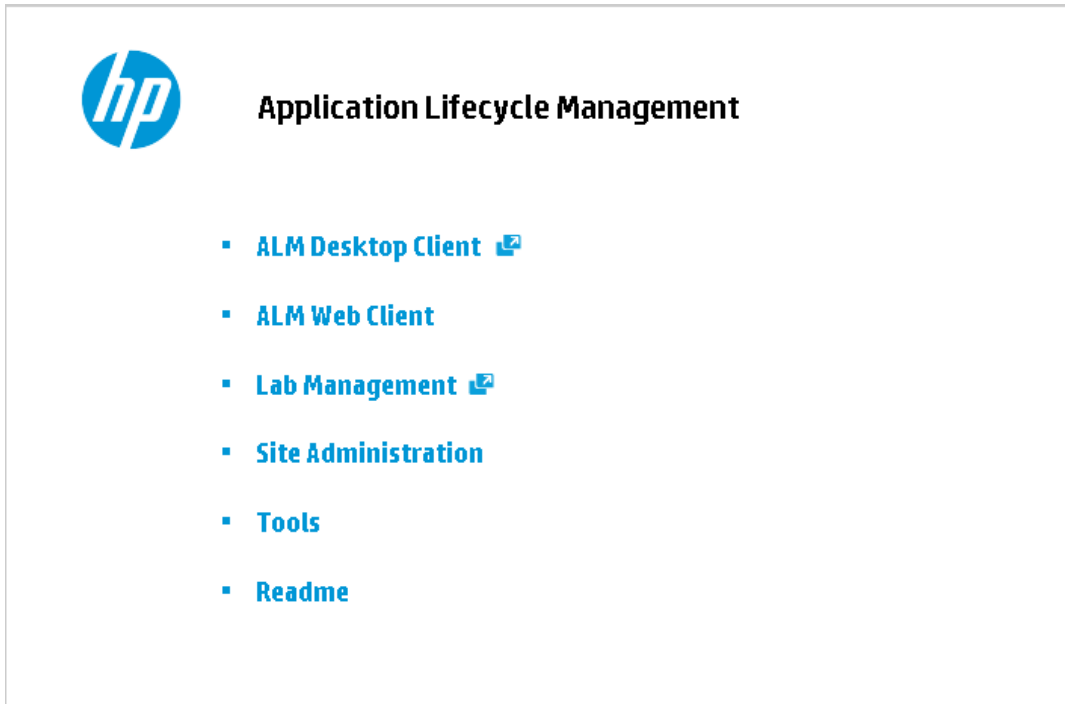 hp
Application Lifecycle Management
ALM Desktop Client
ALM Web Client
Lab Management
Site Administration
Tools
Readme